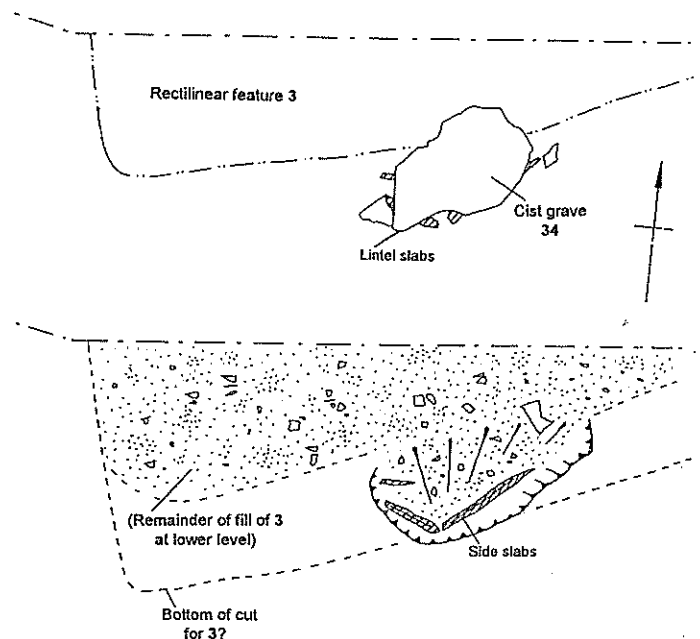 Rectilinear feature 3
Cist grave
34
Lintel slabs
(Remainder of fill of 3
at lower level)
Side slabs
Bottom of cut
for 3?